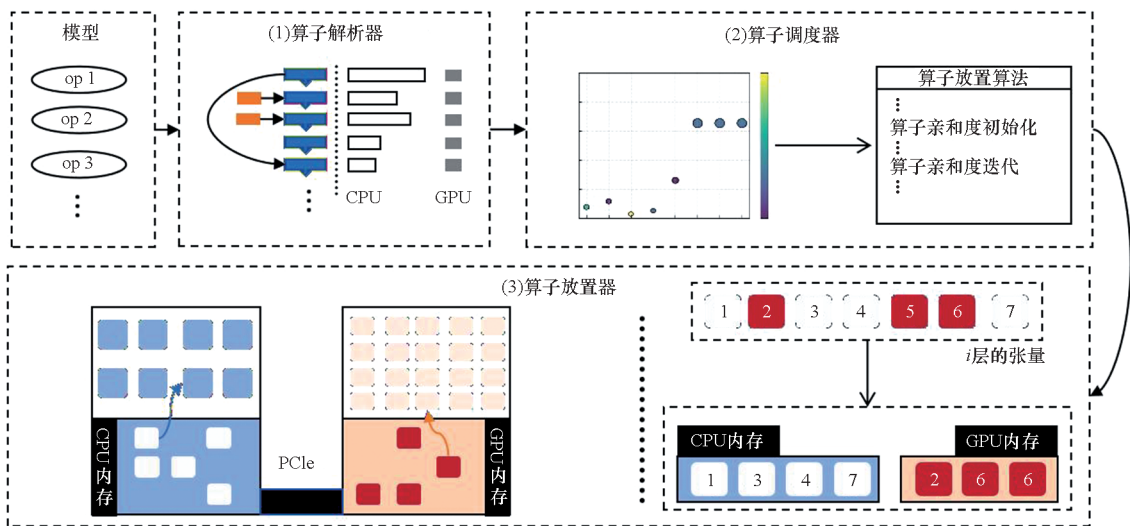 模型
op 1
op 2
op 3
(1)算子解析器
CPU
GPU
(2)算子调度器
算子放置算法
算子亲和度初始化
算子亲和度迭代
(3)算子放置器
CPU内存
PCle
GPU内存
1 2 3 4 5 6 7
i层的张量
CPU内存
1 3 4 7
GPU内存
2 6 6